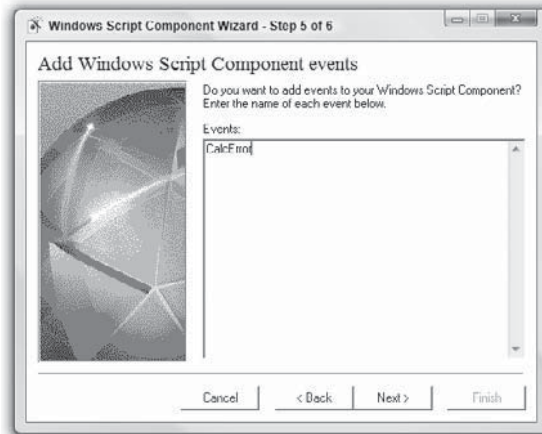 Windows Script Component Wizard - Step 5 of 6
Add Windows Script Component events
Do you want to add events to your Windows Script Component?
Enter the name of each event below.
Events:
CalcError
Cancel
< Back
Next >
Finish